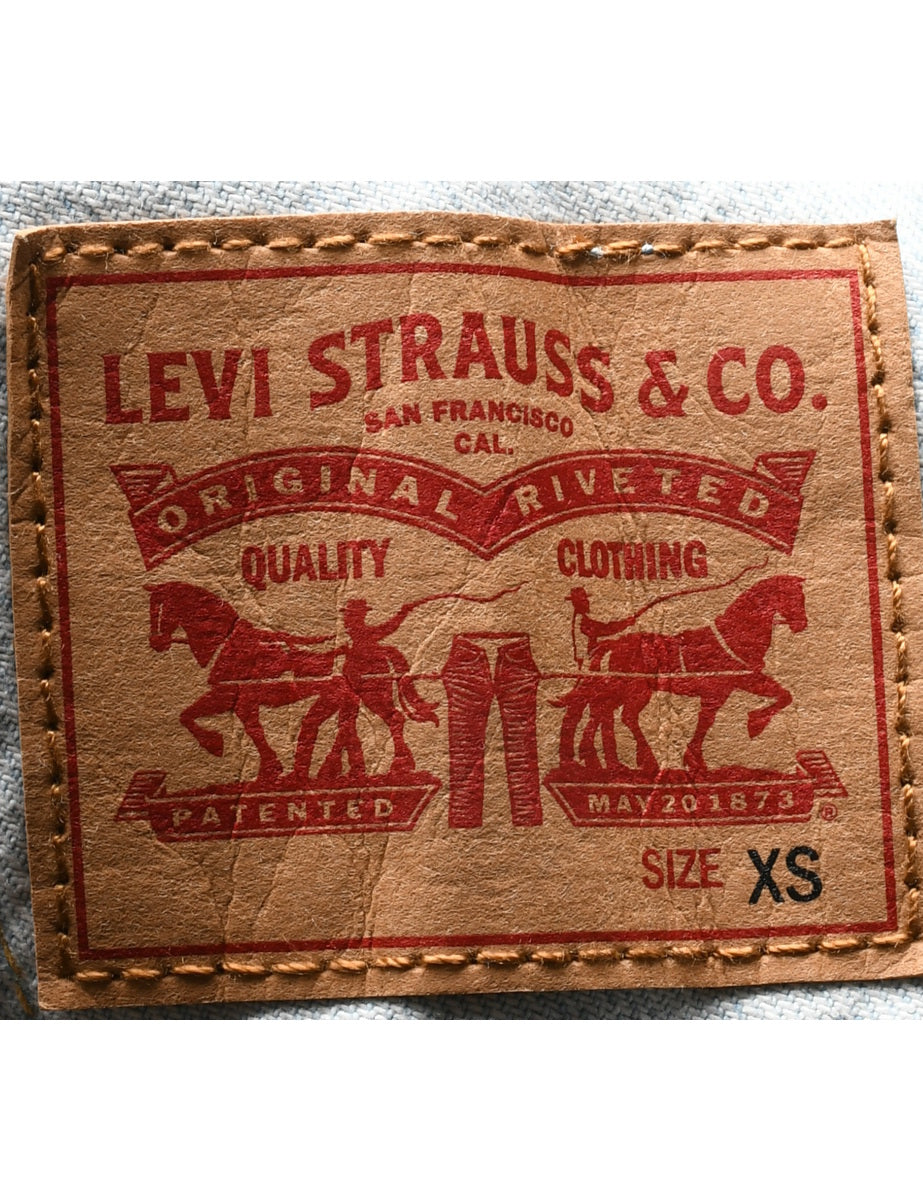 LEVI STRAUSS & CO.
SAN FRANCISCO
CAL.
ORIGINAL RIVETED
QUALITY CLOTHING
PATENTED MAY 20 1873 ®
SIZE XS